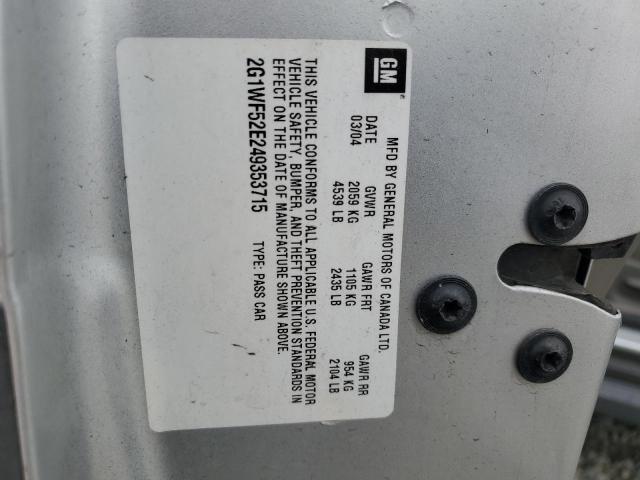 GM
MFD BY GENERAL MOTORS OF CANADA LTD.
DATE GVWR GAWR FRT GAWR RR
03/04 2059 KG 1105 KG 954 KG
4539 LB 2435 LB 2104 LB
THIS VEHICLE CONFORMS TO ALL APPLICABLE U.S. FEDERAL MOTOR
VEHICLE SAFETY, BUMPER, AND THEFT PREVENTION STANDARDS IN
EFFECT ON THE DATE OF MANUFACTURE SHOWN ABOVE.
2G1WF52E249353715 TYPE: PASS CAR